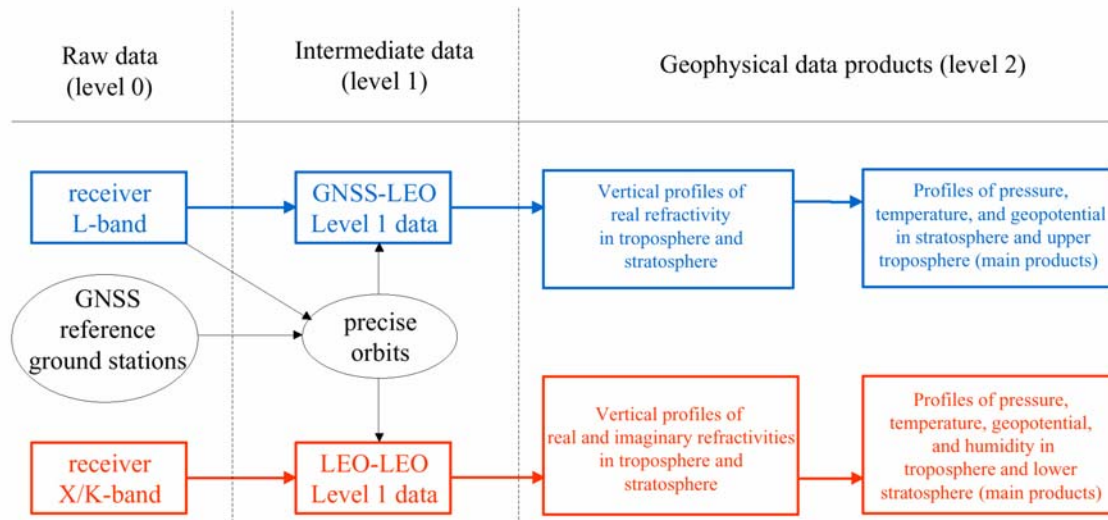 Raw data
(level 0)
Intermediate data
(level 1)
Geophysical data products (level 2)
receiver
L-band
GNSS-LEO
Level 1 data
Vertical profiles of
real refractivity
in troposphere and
stratosphere
Profiles of pressure,
temperature, and geopotential
in stratosphere and upper
troposphere (main products)
GNSS
reference
ground stations
precise
orbits
receiver
X/K-band
LEO-LEO
Level 1 data
Vertical profiles of
real and imaginary refractivities
in troposphere and
stratosphere
Profiles of pressure,
temperature, geopotential,
and humidity in
troposphere and lower
stratosphere (main products)